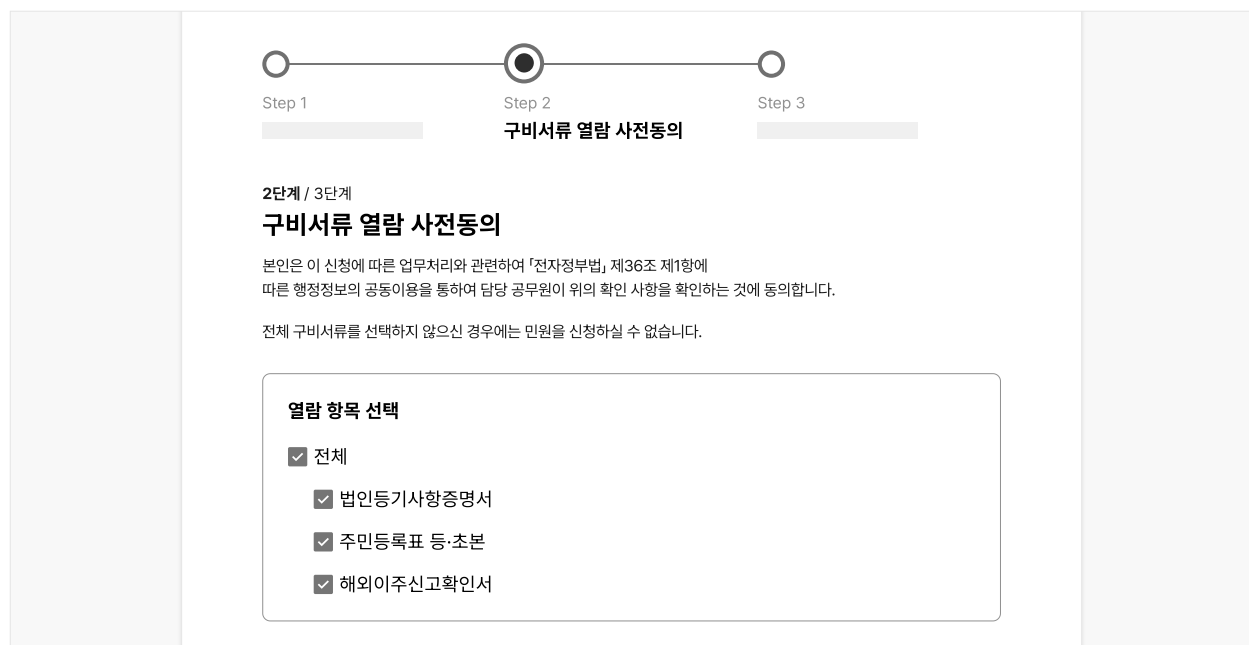 Step 1
Step 2
Step 3
구비서류 열람 사전동의
2단계 / 3단계
구비서류 열람 사전동의
본인은 이 신청에 따른 업무처리와 관련하여 「전자정부법」 제36조 제1항에
따른 행정정보의 공동이용을 통하여 담당 공무원이 위의 확인 사항을 확인하는 것에 동의합니다.
전체 구비서류를 선택하지 않으신 경우에는 민원을 신청하실 수 없습니다.
열람 항목 선택
전체
법인등기사항증명서
주민등록표 등·초본
해외이주신고확인서